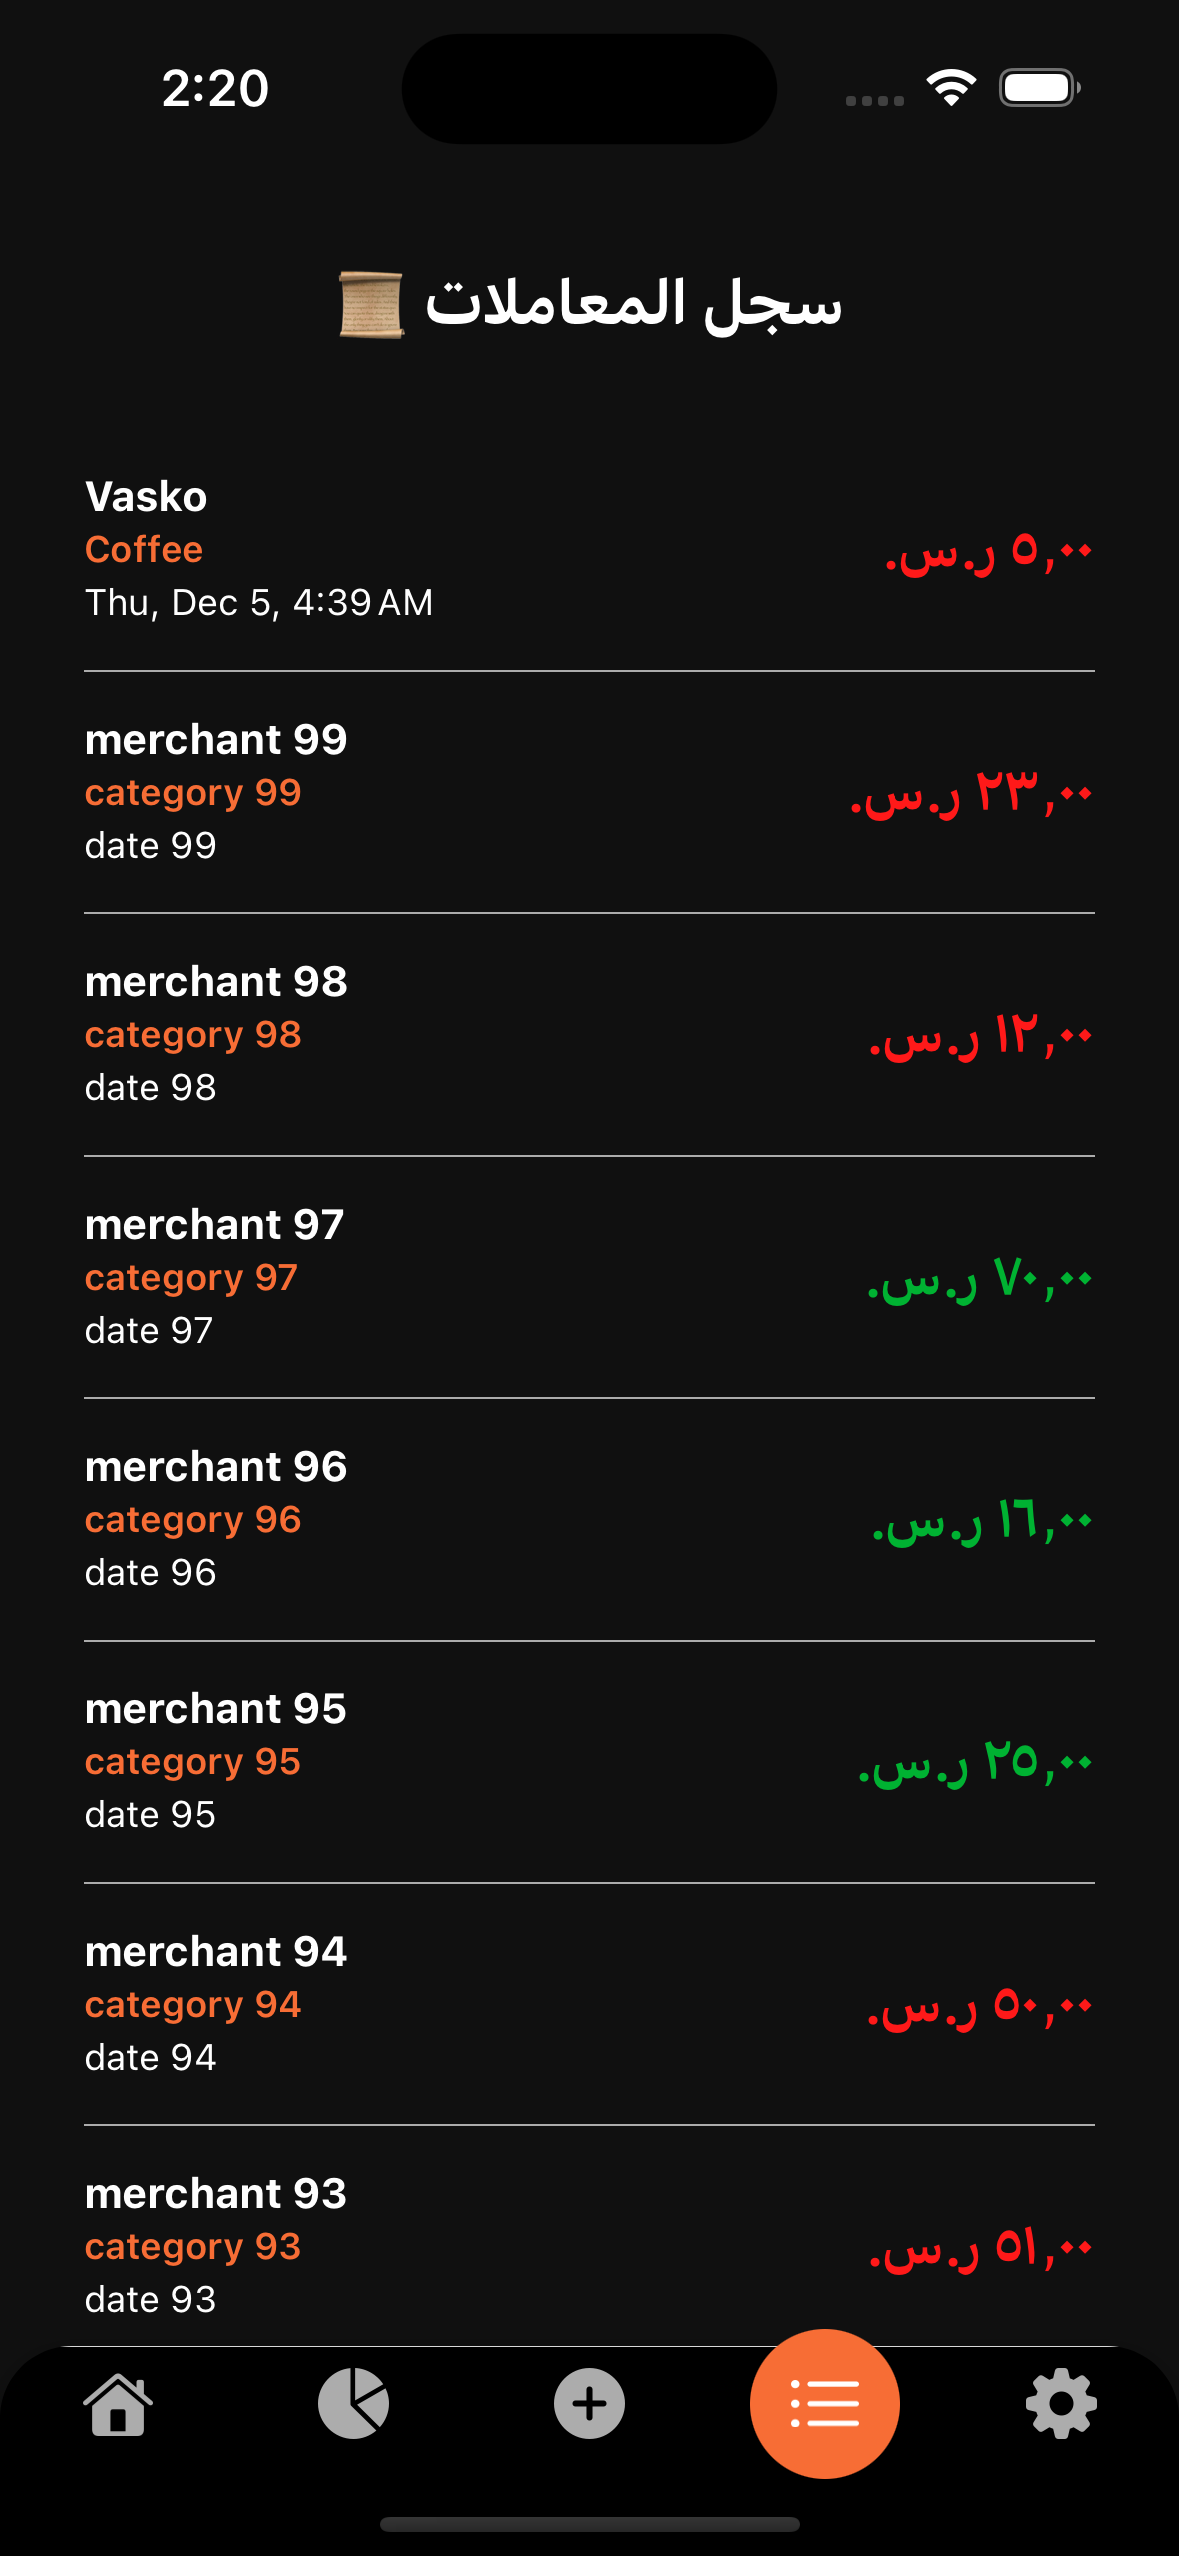 2:20
سجل المعاملات 📜
Vasko
Coffee
Thu, Dec 5, 4:39 AM
٥,٠٠ ر.س.
merchant 99
category 99
date 99
٢٣,٠٠ ر.س.
merchant 98
category 98
date 98
١٢,٠٠ ر.س.
merchant 97
category 97
date 97
٧٠,٠٠ ر.س.
merchant 96
category 96
date 96
١٦,٠٠ ر.س.
merchant 95
category 95
date 95
٢٥,٠٠ ر.س.
merchant 94
category 94
date 94
٥٠,٠٠ ر.س.
merchant 93
category 93
date 93
٥١,٠٠ ر.س.